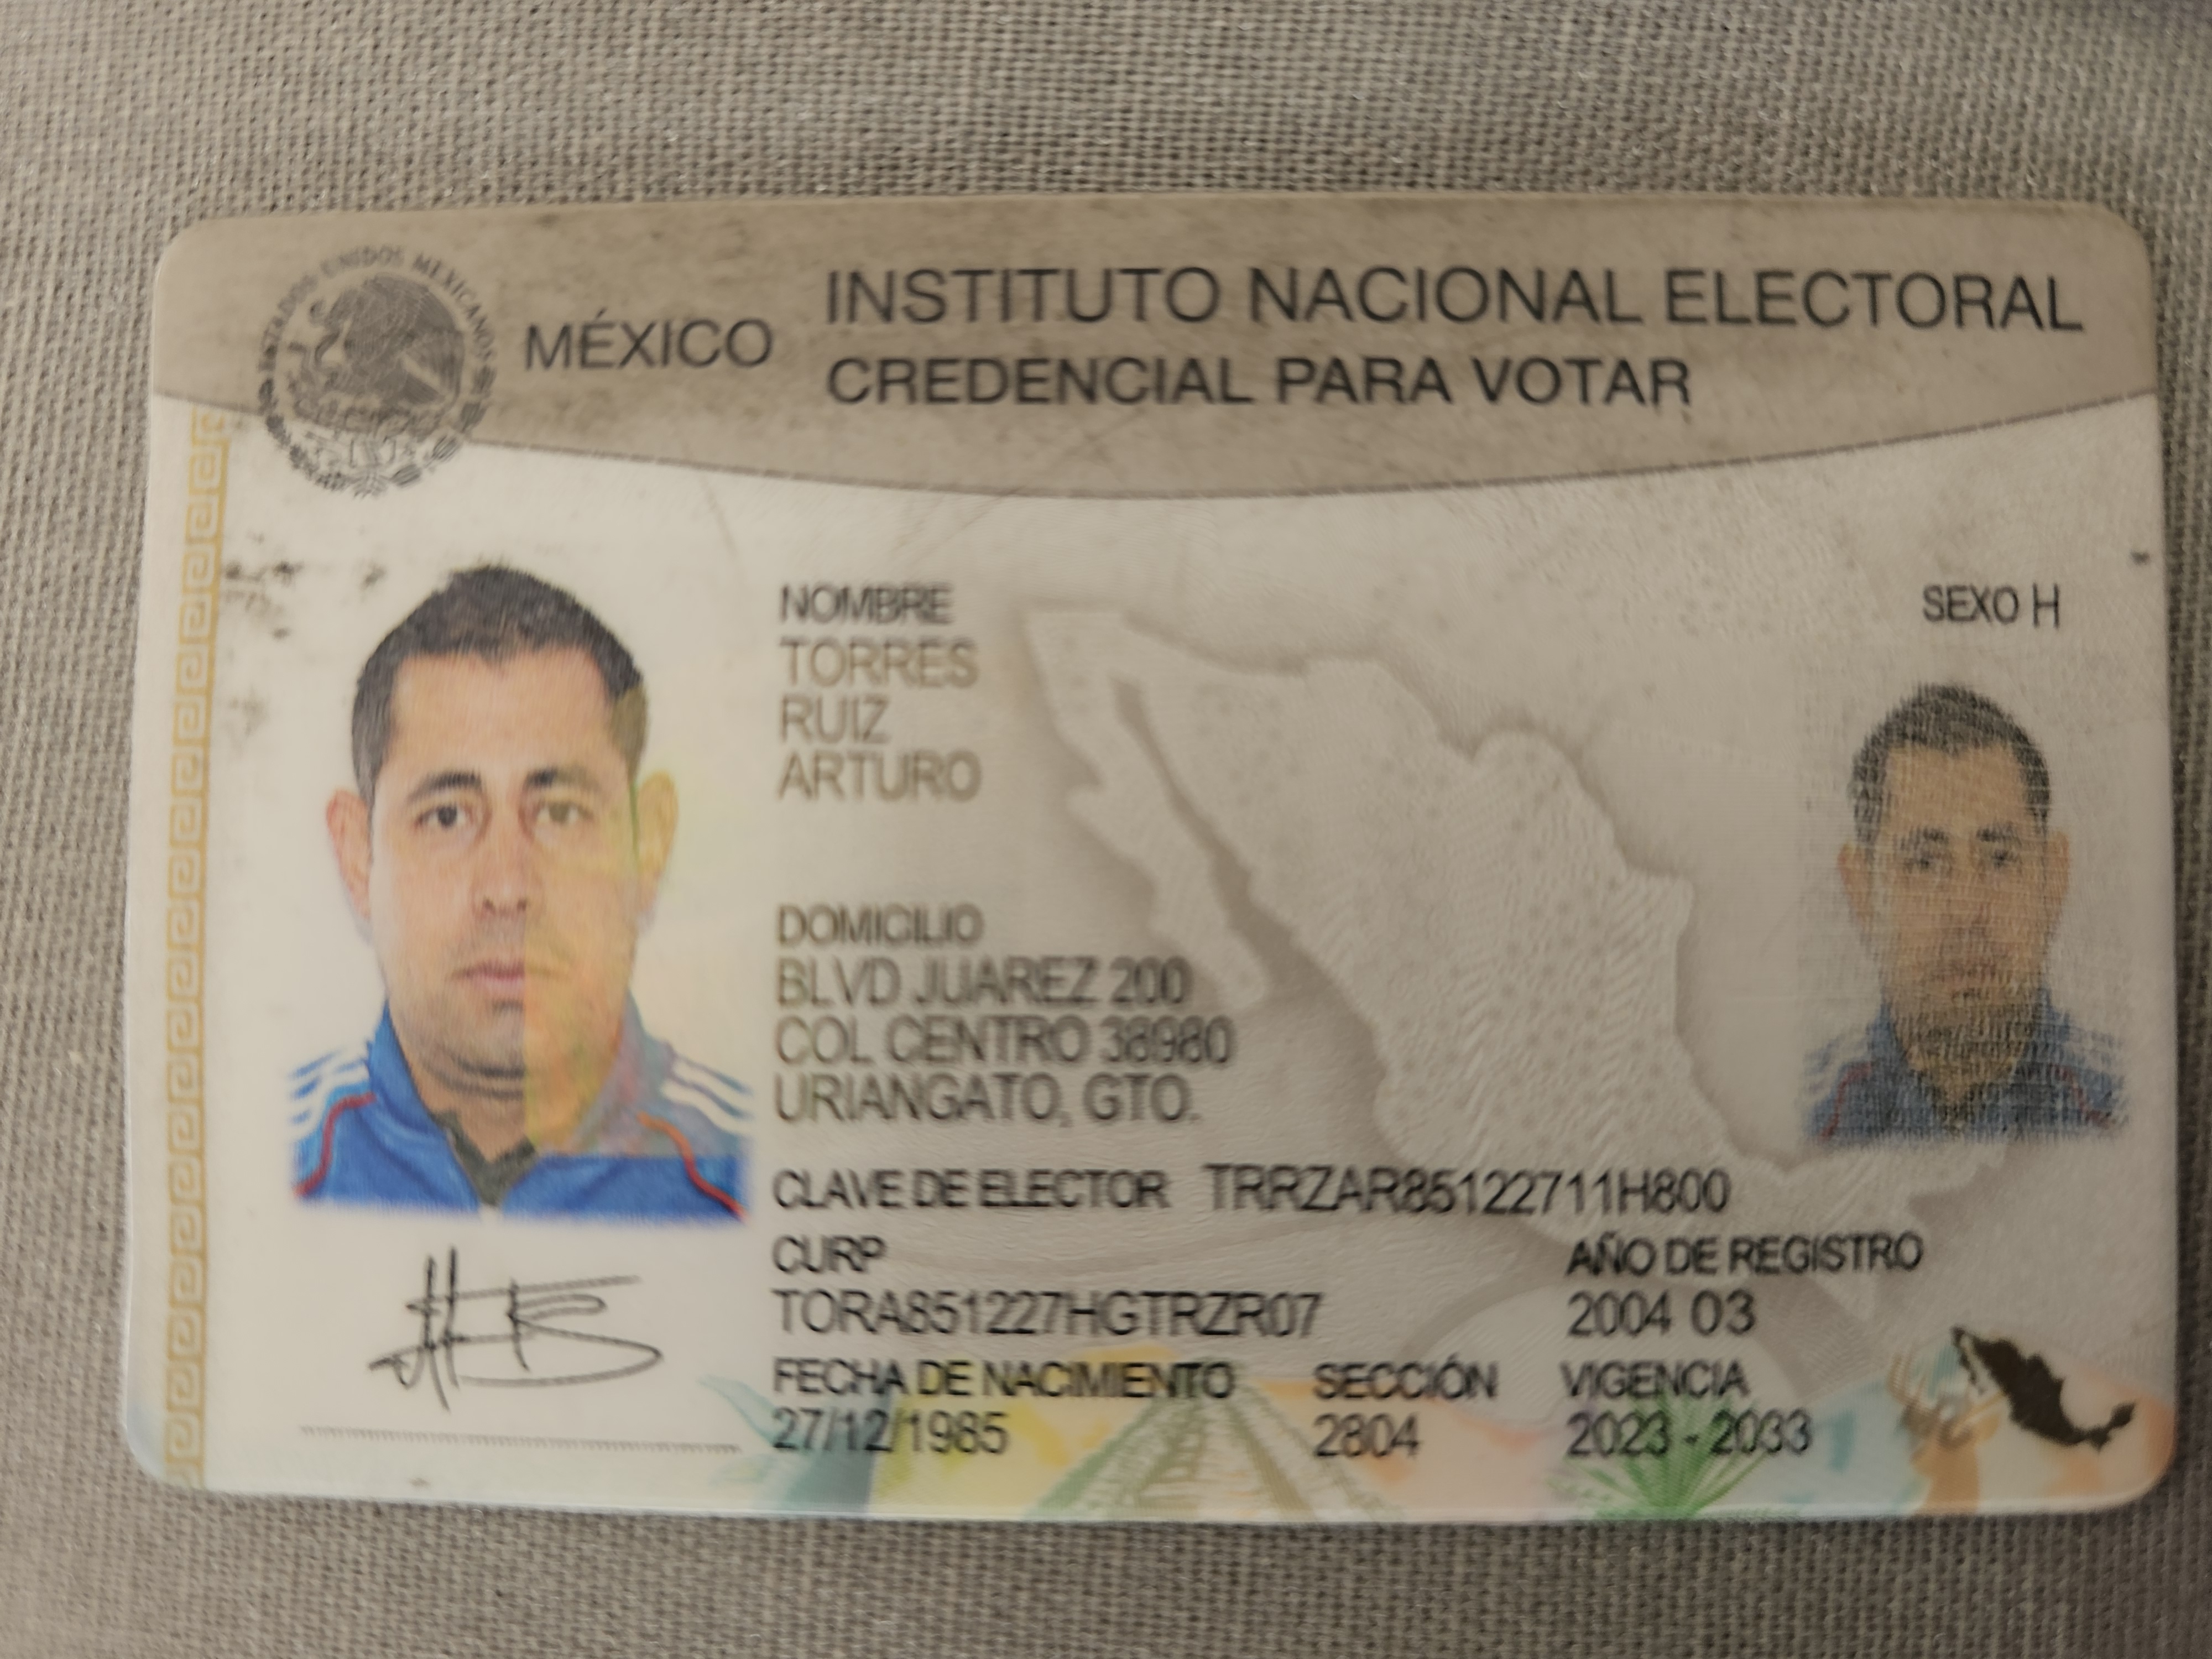 ESTADOS UNIDOS MEXICANOS
MÉXICO INSTITUTO NACIONAL ELECTORAL
CREDENCIAL PARA VOTAR
NOMBRE
TORRES
RUIZ
ARTURO
SEXO H
DOMICILIO
BLVD JUAREZ 200
COL CENTRO 38980
URIANGATO, GTO.
CLAVE DE ELECTOR TRRZAR85122711H800
CURP
TORA851227HGTRZR07
AÑO DE REGISTRO
2004 03
FECHA DE NACIMIENTO
27/12/1985
SECCIÓN
2804
VIGENCIA
2023 - 2033